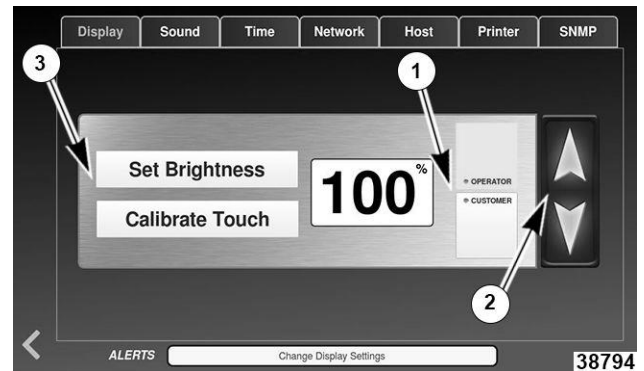 Display Sound Time Network Host Printer SNMP
3
1
Set Brightness
100%
OPERATOR
CUSTOMER
Calibrate Touch
2
ALERTS
Change Display Settings
38794